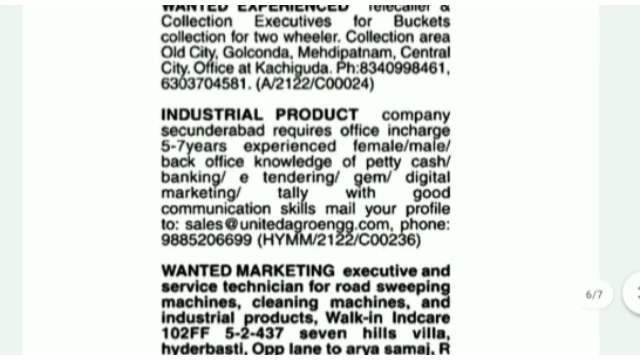 WANTED EXPERIENCED Telecaller &
Collection Executives for Buckets
collection for two wheeler. Collection area
Old City, Golconda, Mehdipatnam, Central
City. Office at Kachiguda. Ph:8340998461,
6303704581. (A/2122/C00024)
INDUSTRIAL PRODUCT company
secunderabad requires office incharge
5-7years experienced female/male/
back office knowledge of petty cash/
banking/ e tendering/ gem/ digital
marketing/ tally with good
communication skills mail your profile
to: sales@unitedagroengg.com, phone:
9885206699 (HYMM/2122/C00236)
WANTED MARKETING executive and
service technician for road sweeping
machines, cleaning machines, and
industrial products, Walk-in Indcare
102FF 5-2-437 seven hills villa,
hyderbasti, Opp lane to arya samaj, R
6/7